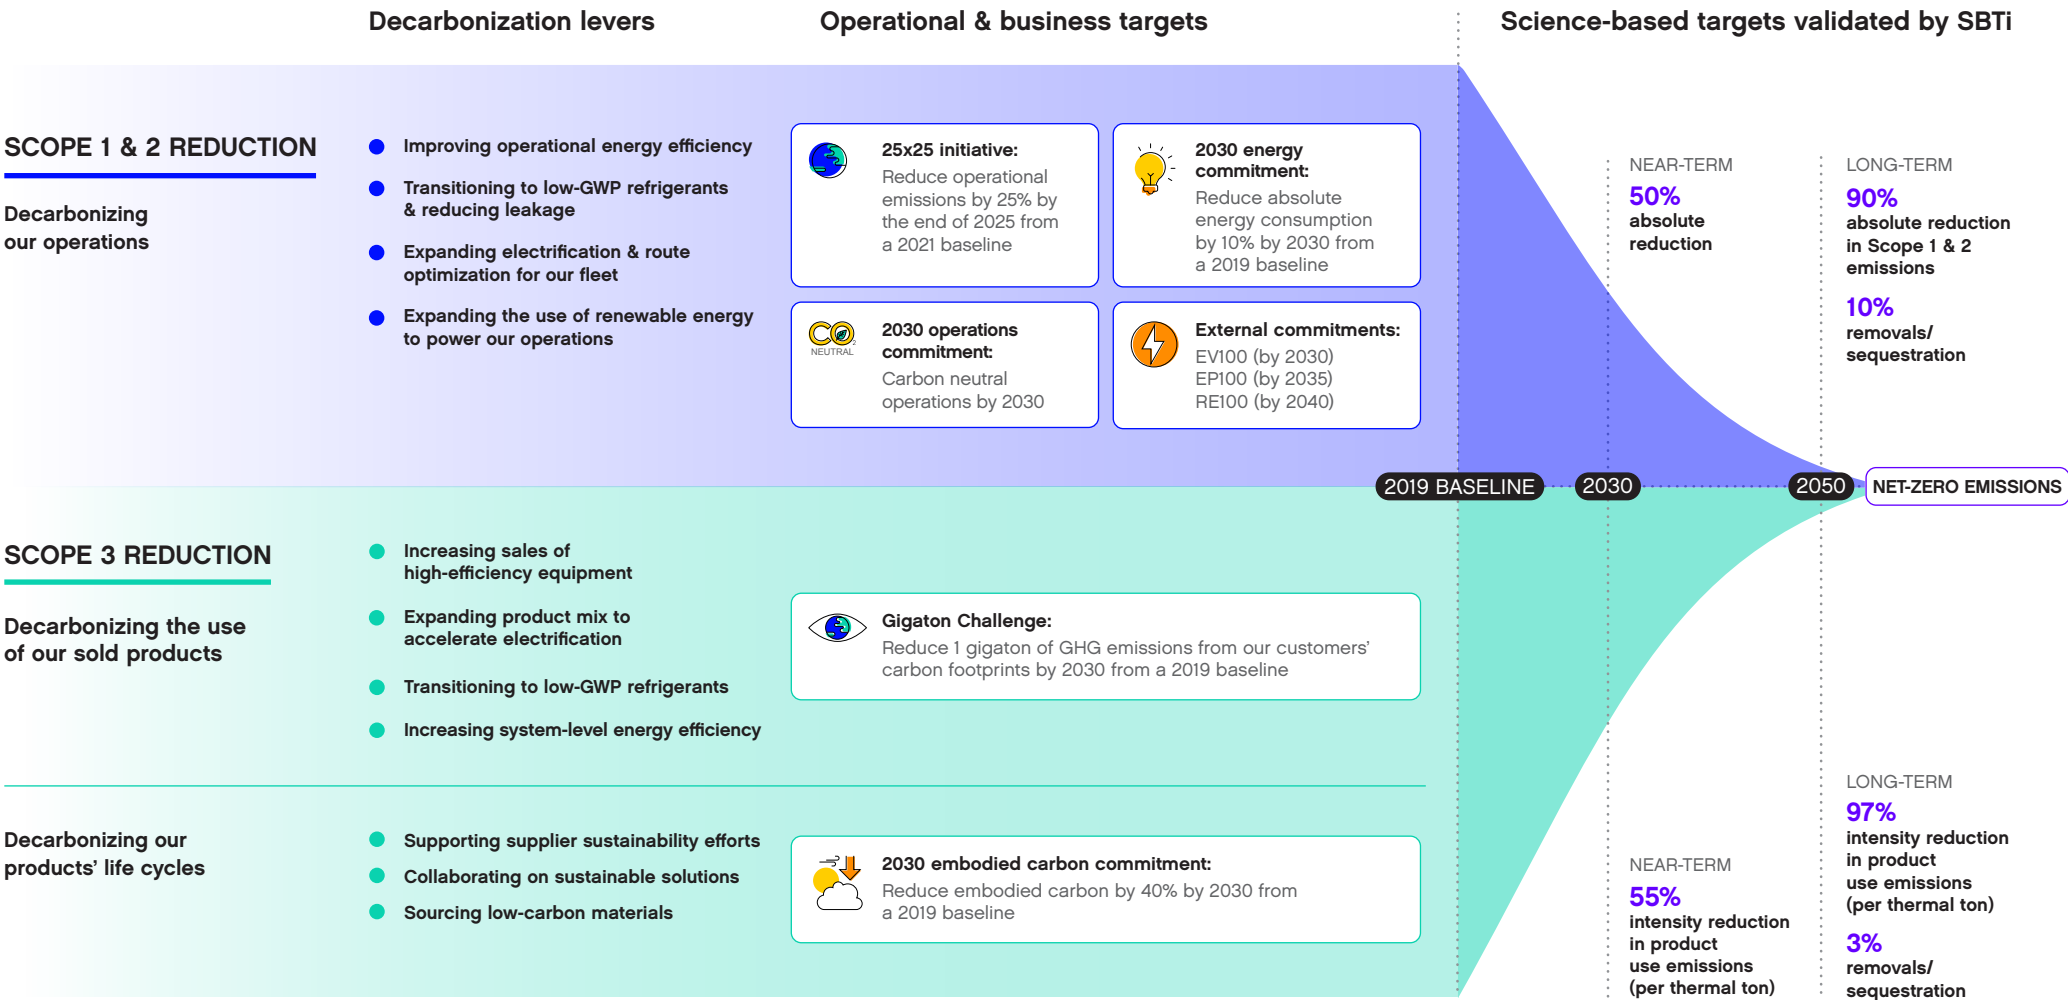 Decarbonization levers
Operational & business targets
Science-based targets validated by SBTi
SCOPE 1 & 2 REDUCTION
Decarbonizing
our operations
Improving operational energy efficiency
Transitioning to low-GWP refrigerants
& reducing leakage
Expanding electrification & route
optimization for our fleet
Expanding the use of renewable energy
to power our operations
25x25 initiative:
Reduce operational
emissions by 25% by
the end of 2025 from
a 2021 baseline
2030 energy
commitment:
Reduce absolute
energy consumption
by 10% by 2030 from
a 2019 baseline
CO2
NEUTRAL
2030 operations
commitment:
Carbon neutral
operations by 2030
External commitments:
EV100 (by 2030)
EP100 (by 2035)
RE100 (by 2040)
NEAR-TERM
50%
absolute
reduction
LONG-TERM
90%
absolute reduction
in Scope 1 & 2
emissions
10%
removals/
sequestration
2019 BASELINE
2030
2050
NET-ZERO EMISSIONS
SCOPE 3 REDUCTION
Decarbonizing the use
of our sold products
Increasing sales of
high-efficiency equipment
Expanding product mix to
accelerate electrification
Transitioning to low-GWP refrigerants
Increasing system-level energy efficiency
Gigaton Challenge:
Reduce 1 gigaton of GHG emissions from our customers’
carbon footprints by 2030 from a 2019 baseline
Decarbonizing our
products’ life cycles
Supporting supplier sustainability efforts
Collaborating on sustainable solutions
Sourcing low-carbon materials
2030 embodied carbon commitment:
Reduce embodied carbon by 40% by 2030 from
a 2019 baseline
NEAR-TERM
55%
intensity reduction
in product
use emissions
(per thermal ton)
LONG-TERM
97%
intensity reduction
in product
use emissions
(per thermal ton)
3%
removals/
sequestration